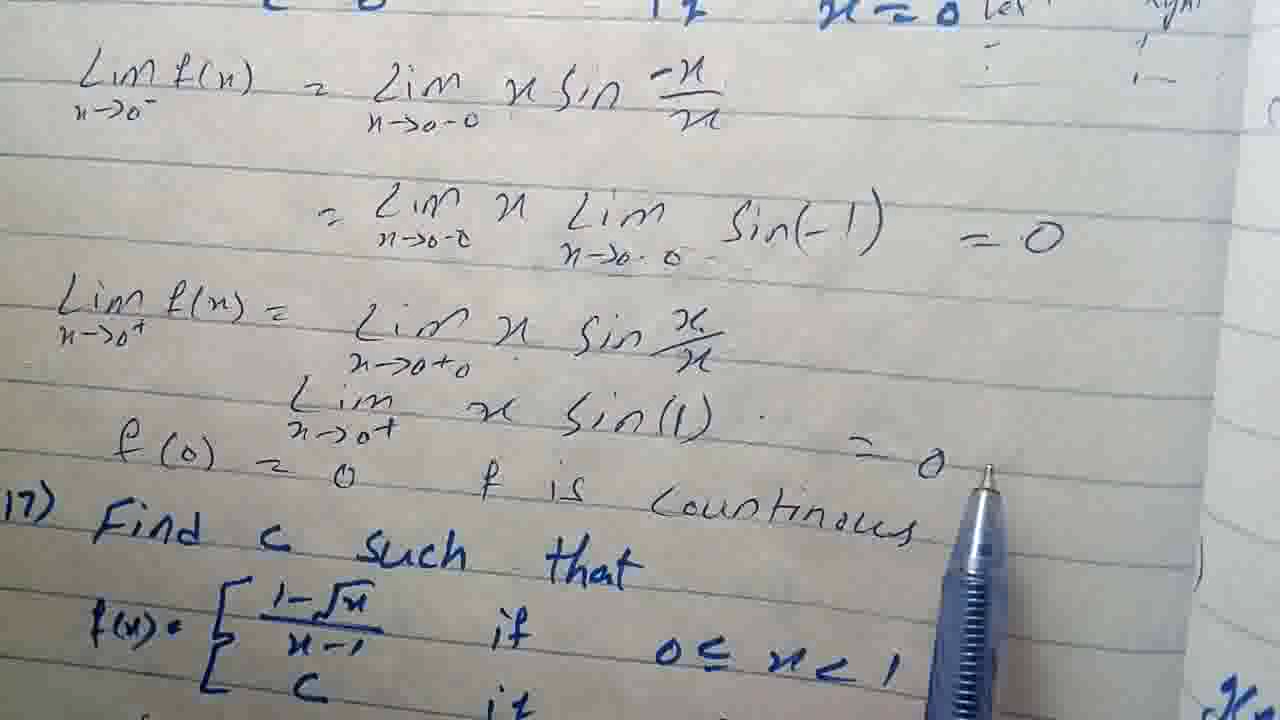 x = 0
Lim f(x) = Lim x sin -x/x
x->0⁻ x->0-0
= Lim x Lim sin(-1) = 0
x->0-0 x->0-0
Lim f(x) = Lim x sin x/x
x->0⁺ x->0+0
Lim x sin(1) = 0
x->0+
f(0) = 0 f is Countinous
17) Find c such that
f(x) = [ 1-√x / x-1 if 0 ≤ x < 1
C if